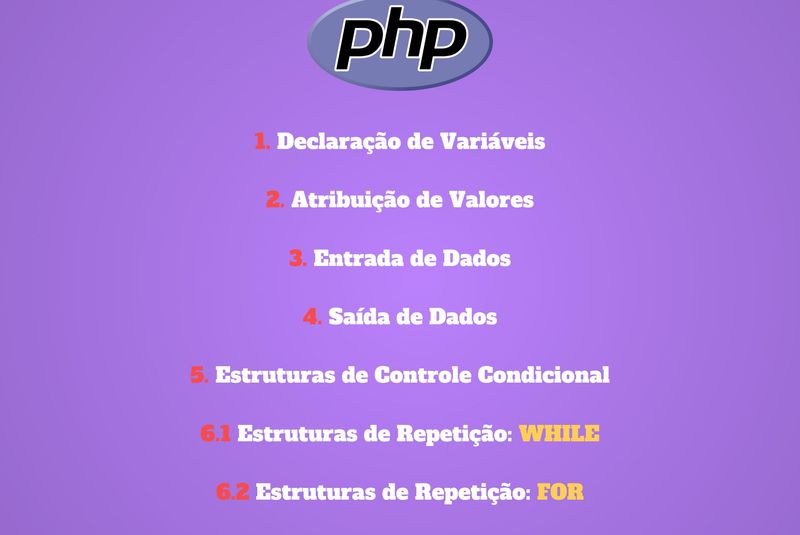 php
1. Declaração de Variáveis
2. Atribuição de Valores
3. Entrada de Dados
4. Saída de Dados
5. Estruturas de Controle Condicional
6.1 Estruturas de Repetição: WHILE
6.2 Estruturas de Repetição: FOR